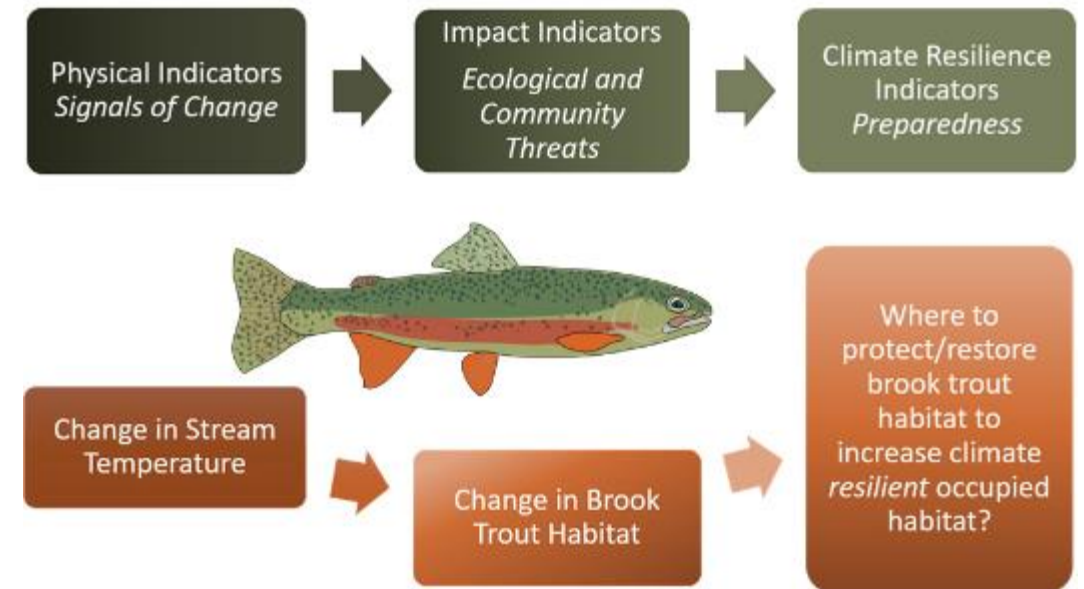 Physical Indicators
Signals of Change
Impact Indicators
Ecological and
Community
Threats
Climate Resilience
Indicators
Preparedness
Change in Stream
Temperature
Change in Brook
Trout Habitat
Where to
protect/restore
brook trout
habitat to
increase climate
resilient occupied
habitat?